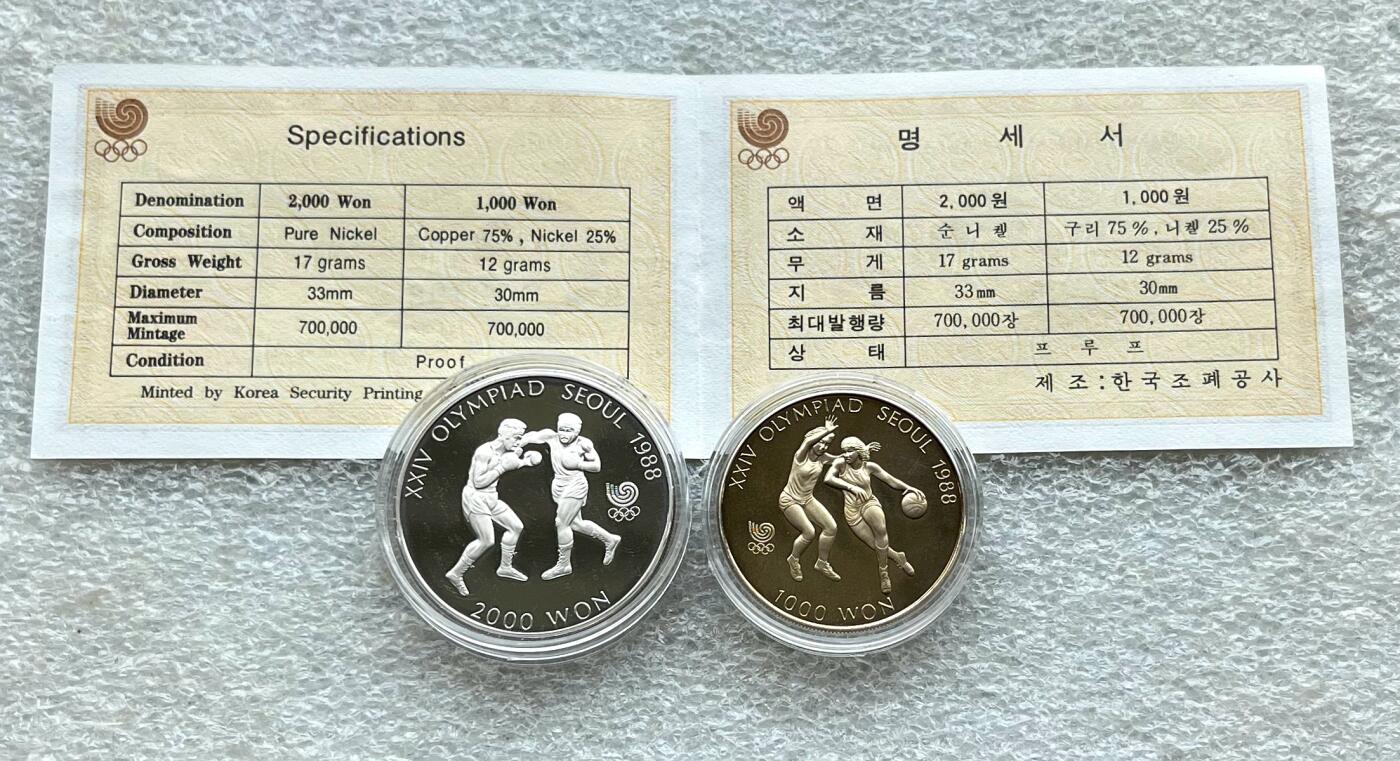 Specifications
Denomination 2,000 Won 1,000 Won
Composition Pure Nickel Copper 75%, Nickel 25%
Gross Weight 17 grams 12 grams
Diameter 33mm 30mm
Maximum
Mintage 700,000 700,000
Condition Proof
Minted by Korea Security Printing
명 세 서
액 면 2,000원 1,000원
소 재 순 니 켈 구리 75%, 니켈 25%
무 게 17 grams 12 grams
지 름 33mm 30mm
최대발행량 700,000장 700,000장
상 태 프 루 프
제 조:한국조폐공사
XXIV OLYMPIAD SEOUL 1988
2000 WON
XXIV OLYMPIAD SEOUL 1988
1000 WON